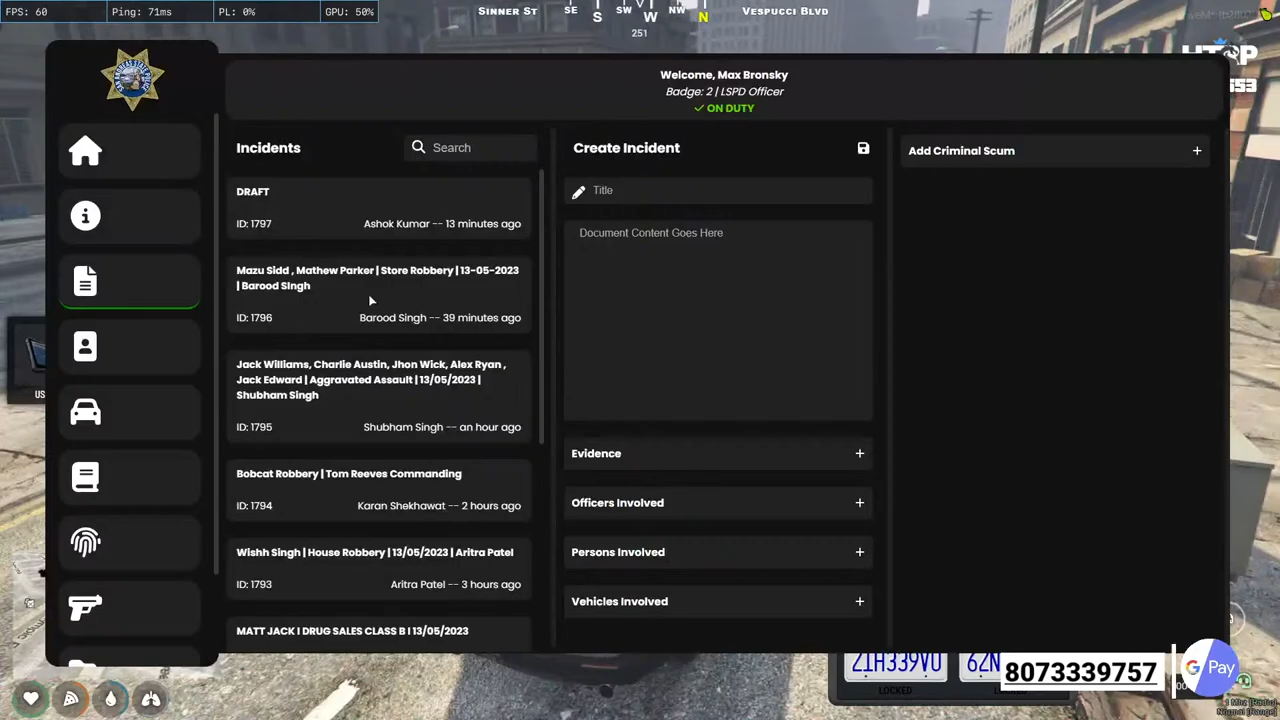 FPS: 60
Ping: 71ms
PL: 0%
GPU: 50%
SINNER ST
SE
S
SW
W
NW
N
VESPUCCI BLVD
251
Welcome, Max Bronsky
Badge: 2 | LSPD Officer
ON DUTY
Incidents
Search
DRAFT
ID: 1797
Ashok Kumar -- 13 minutes ago
Mazu Sidd , Mathew Parker | Store Robbery | 13-05-2023
| Barood SIngh
ID: 1796
Barood Singh -- 39 minutes ago
Jack Williams, Charlie Austin, Jhon Wick, Alex Ryan ,
Jack Edward | Aggravated Assault | 13/05/2023 |
Shubham Singh
ID: 1795
Shubham Singh -- an hour ago
Bobcat Robbery | Tom Reeves Commanding
ID: 1794
Karan Shekhawat -- 2 hours ago
Wishh Singh | House Robbery | 13/05/2023 | Aritra Patel
ID: 1793
Aritra Patel -- 3 hours ago
MATT JACK I DRUG SALES CLASS B I 13/05/2023
Create Incident
Title
Document Content Goes Here
Evidence
Officers Involved
Persons Involved
Vehicles Involved
Add Criminal Scum
US
LOCKED
8073339757
G Pay